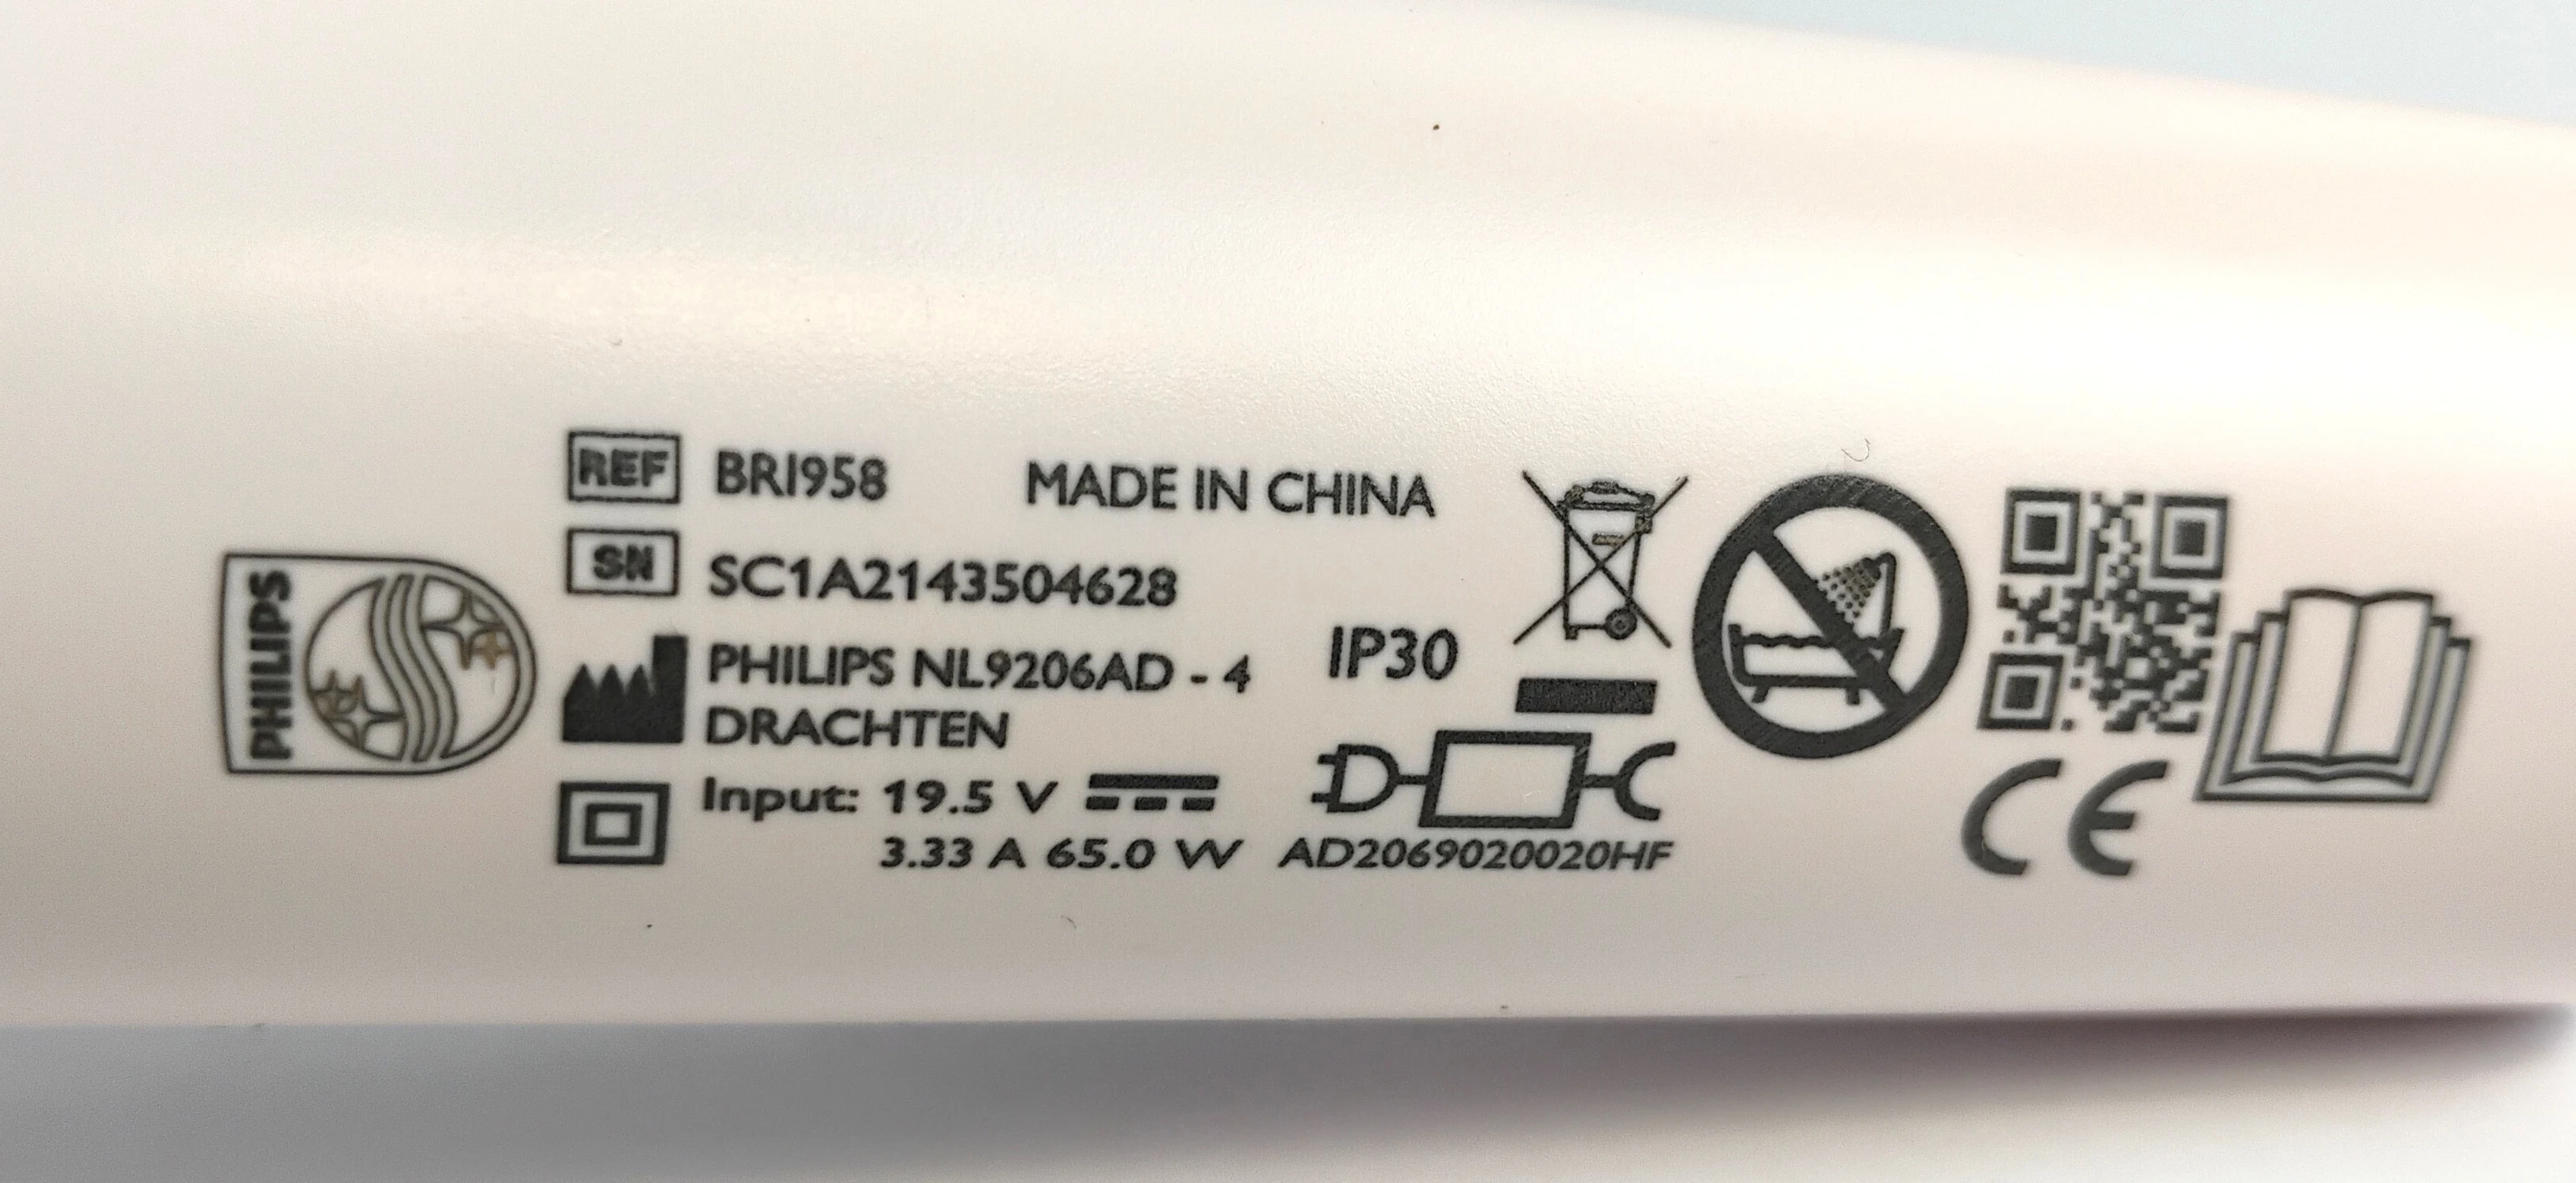 PHILIPS
REF BRI958 MADE IN CHINA
SN SC1A2143504628
PHILIPS NL9206AD - 4
DRACHTEN
IP30
Input: 19.5 V
3.33 A 65.0 W AD2069020020HF
CE